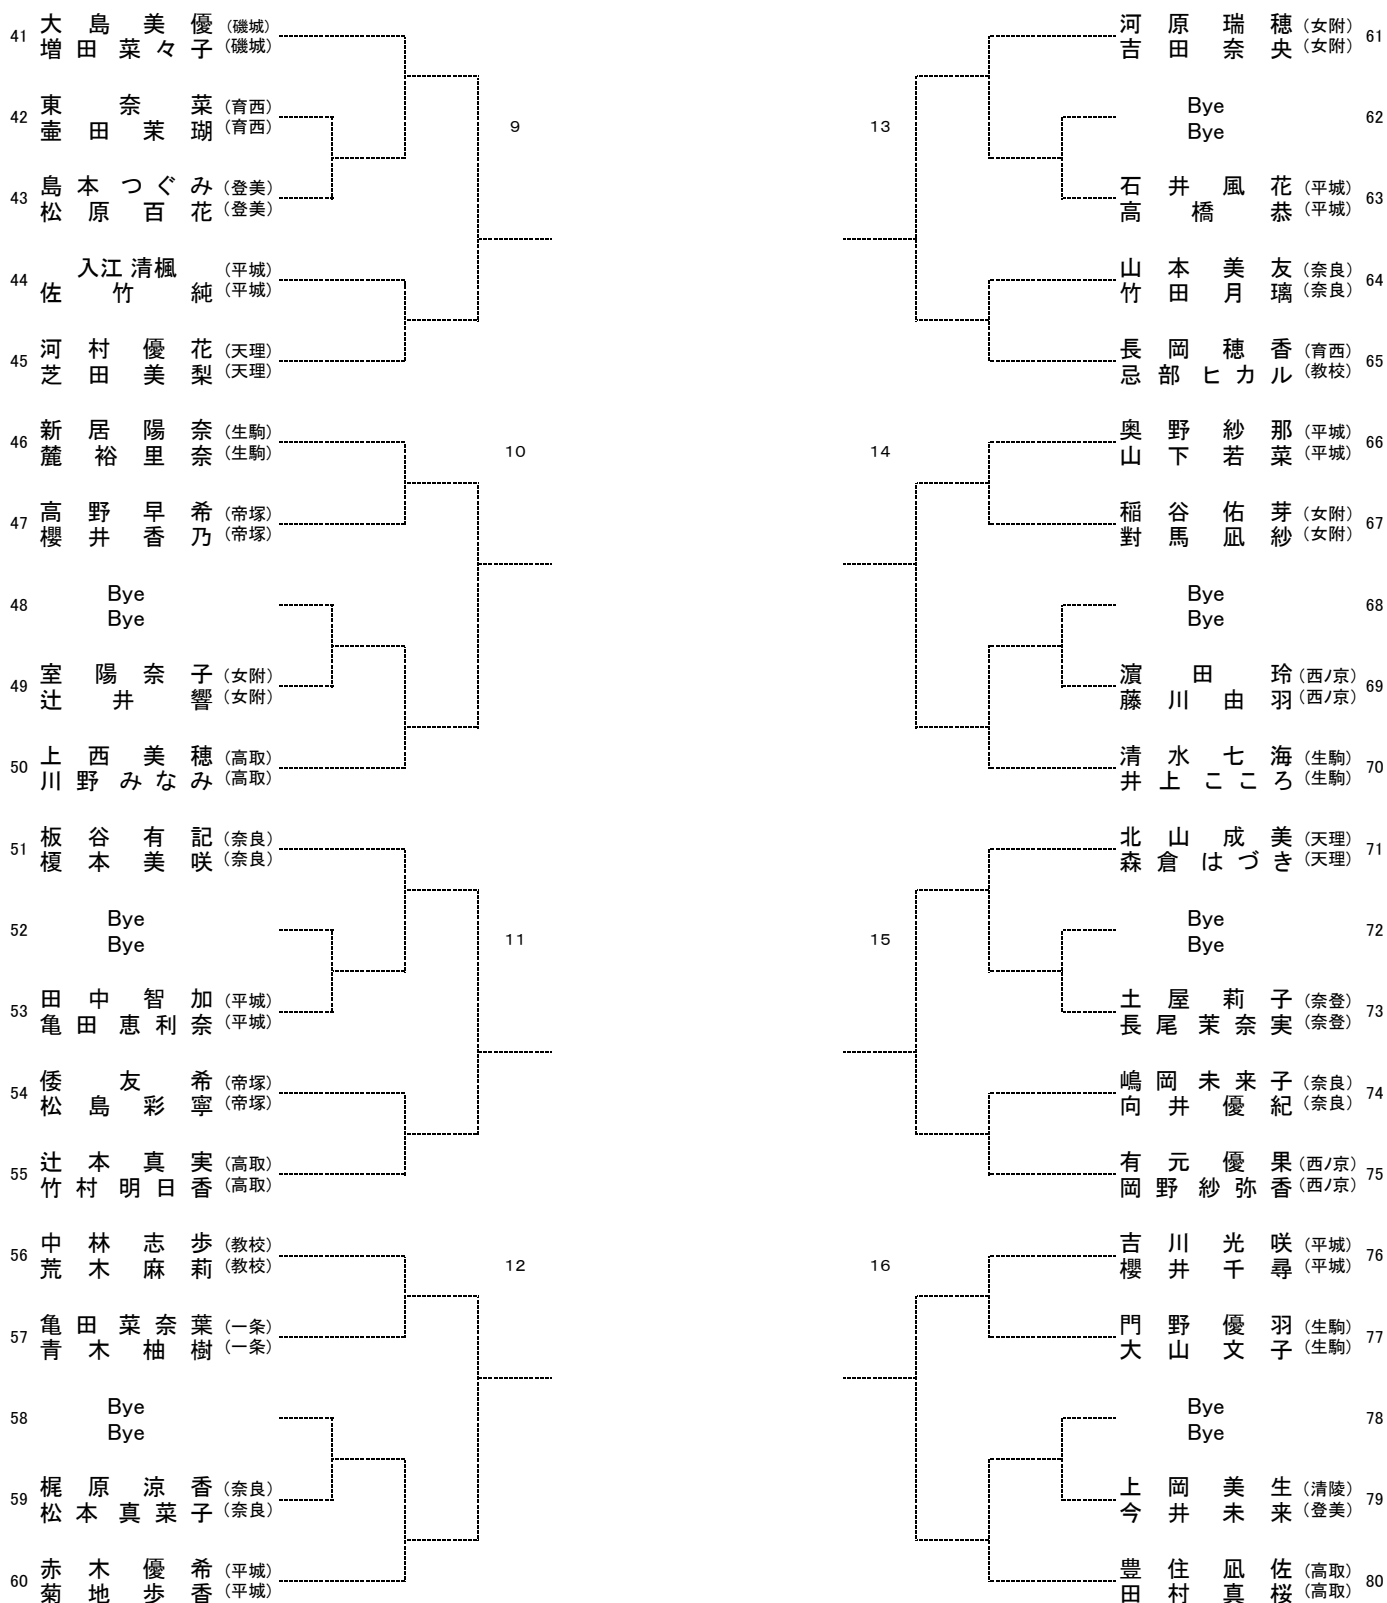 41 大島美優 (磯城)
増田菜々子 (磯城)
42 東奈菜 (育西)
壷田茉瑚 (育西)
9
43 島本つぐみ (登美)
松原百花 (登美)
44 入江 清楓 (平城)
佐竹純 (平城)
45 河村優花 (天理)
芝田美梨 (天理)
46 新居陽奈 (生駒)
麓裕里奈 (生駒)
10
47 高野早希 (帝塚)
櫻井香乃 (帝塚)
48 Bye
Bye
49 室陽奈子 (女附)
辻井響 (女附)
50 上西美穂 (高取)
川野みなみ (高取)
51 板谷有記 (奈良)
榎本美咲 (奈良)
52 Bye
Bye
11
53 田中智加 (平城)
亀田恵利奈 (平城)
54 倭友希 (帝塚)
松島彩寧 (帝塚)
55 辻本真実 (高取)
竹村明日香 (高取)
56 中林志歩 (教校)
荒木麻莉 (教校)
12
57 亀田菜奈葉 (一条)
青木柚樹 (一条)
58 Bye
Bye
59 梶原涼香 (奈良)
松本真菜子 (奈良)
60 赤木優希 (平城)
菊地歩香 (平城)
河原瑞穂 (女附) 61
吉田奈央 (女附)
Bye 62
Bye
13
石井風花 (平城) 63
高橋恭 (平城)
山本美友 (奈良) 64
竹田月璃 (奈良)
長岡穂香 (育西) 65
忌部ヒカル (教校)
奥野紗那 (平城) 66
山下若菜 (平城)
14
稲谷佑芽 (女附) 67
對馬凪紗 (女附)
Bye 68
Bye
濵田玲 (西ノ京) 69
藤川由羽 (西ノ京)
清水七海 (生駒) 70
井上こころ (生駒)
北山成美 (天理) 71
森倉はづき (天理)
Bye 72
Bye
15
土屋莉子 (奈登) 73
長尾茉奈実 (奈登)
嶋岡未来子 (奈良) 74
向井優紀 (奈良)
有元優果 (西ノ京) 75
岡野紗弥香 (西ノ京)
吉川光咲 (平城) 76
櫻井千尋 (平城)
16
門野優羽 (生駒) 77
大山文子 (生駒)
Bye 78
Bye
上岡美生 (清陵) 79
今井未来 (登美)
豊住凪佐 (高取) 80
田村真桜 (高取)